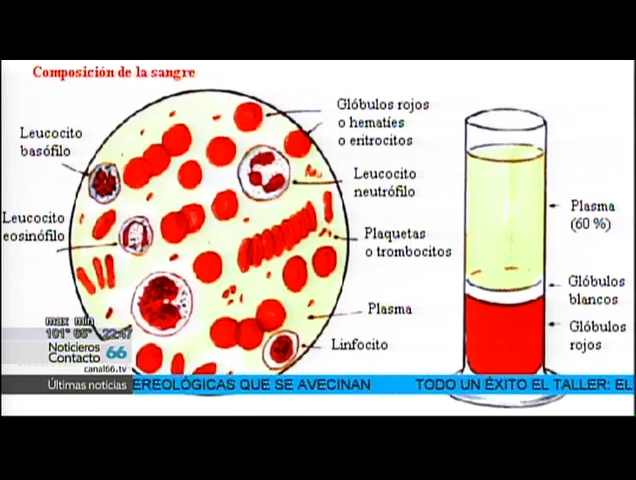 Composición de la sangre
Glóbulos rojos
o hematíes
o eritrocitos
Leucocito
basófilo
Leucocito
neutrófilo
Leucocito
eosinófilo
Plaquetas
o trombocitos
Plasma
Linfocito
Plasma
(60 %)
Glóbulos
blancos
Glóbulos
rojos
max min
Noticieros
Contacto 66
canal66.tv
Últimas noticias
EREOLÓGICAS QUE SE AVECINAN TODO UN ÉXITO EL TALLER: EL